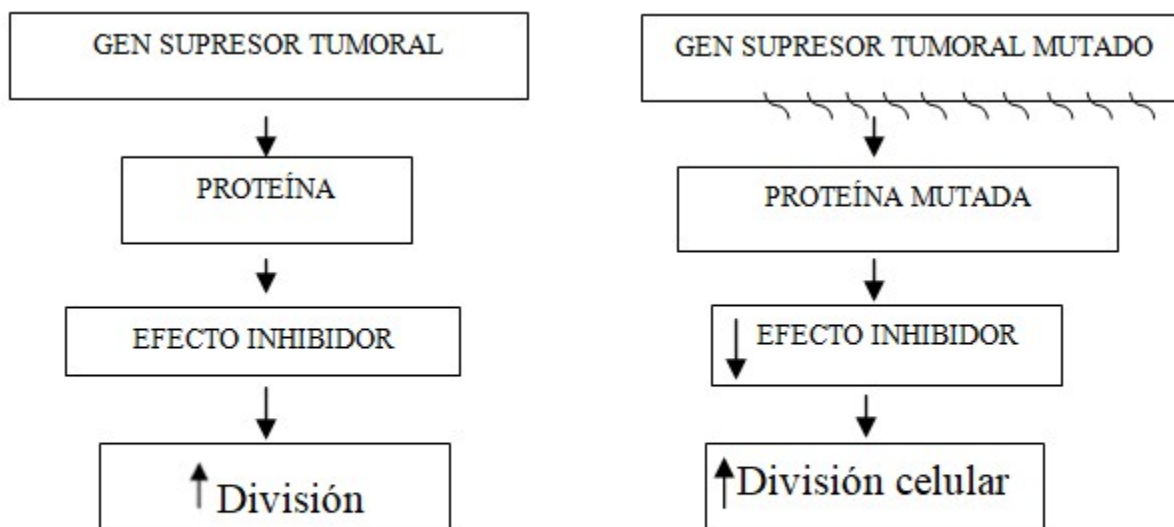 GEN SUPRESOR TUMORAL
PROTEÍNA
EFECTO INHIBIDOR
División
GEN SUPRESOR TUMORAL MUTADO
PROTEÍNA MUTADA
EFECTO INHIBIDOR
División celular